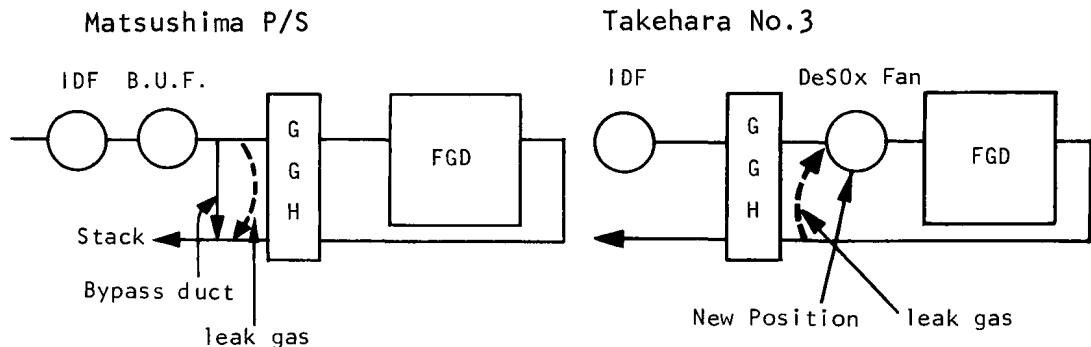 Matsushima P/S
IDF B.U.F.
G
G
H
FGD
Stack
Bypass duct
leak gas
Takehara No.3
IDF
DeSOx Fan
G
G
H
FGD
New Position
leak gas